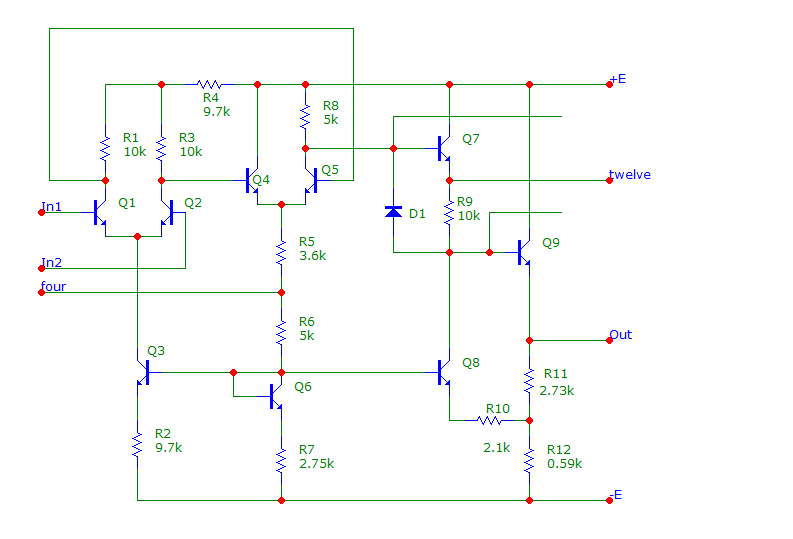 +E
R4
9.7k
R8
5k
R1
10k
R3
10k
Q7
Q4
Q5
twelve
In1
Q1
Q2
D1
R9
10k
Q9
R5
3.6k
In2
four
R6
5k
Out
Q3
Q8
R11
2.73k
Q6
R10
2.1k
R2
9.7k
R7
2.75k
R12
0.59k
-E